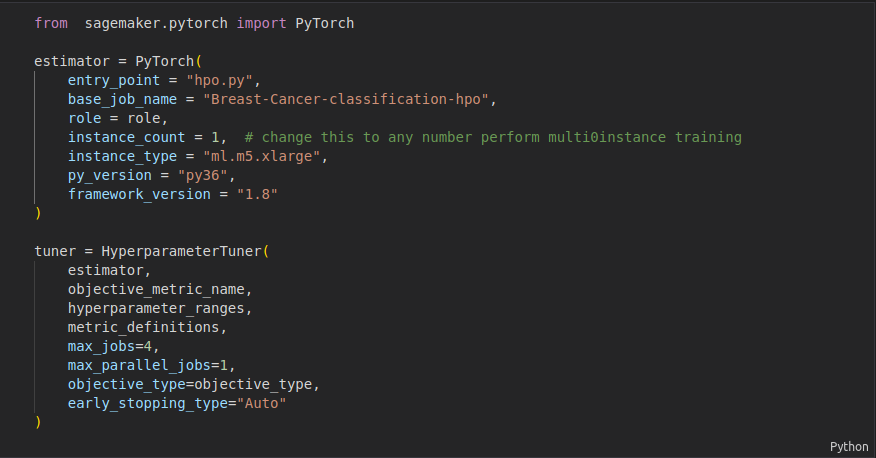 from  sagemaker.pytorch import PyTorch
estimator = PyTorch(
    entry_point = "hpo.py",
    base_job_name = "Breast-Cancer-classification-hpo",
    role = role,
    instance_count = 1,  # change this to any number perform multi0instance training
    instance_type = "ml.m5.xlarge",
    py_version = "py36",
    framework_version = "1.8"
)
tuner = HyperparameterTuner(
    estimator,
    objective_metric_name,
    hyperparameter_ranges,
    metric_definitions,
    max_jobs=4,
    max_parallel_jobs=1,
    objective_type=objective_type,
    early_stopping_type="Auto"
)
Python